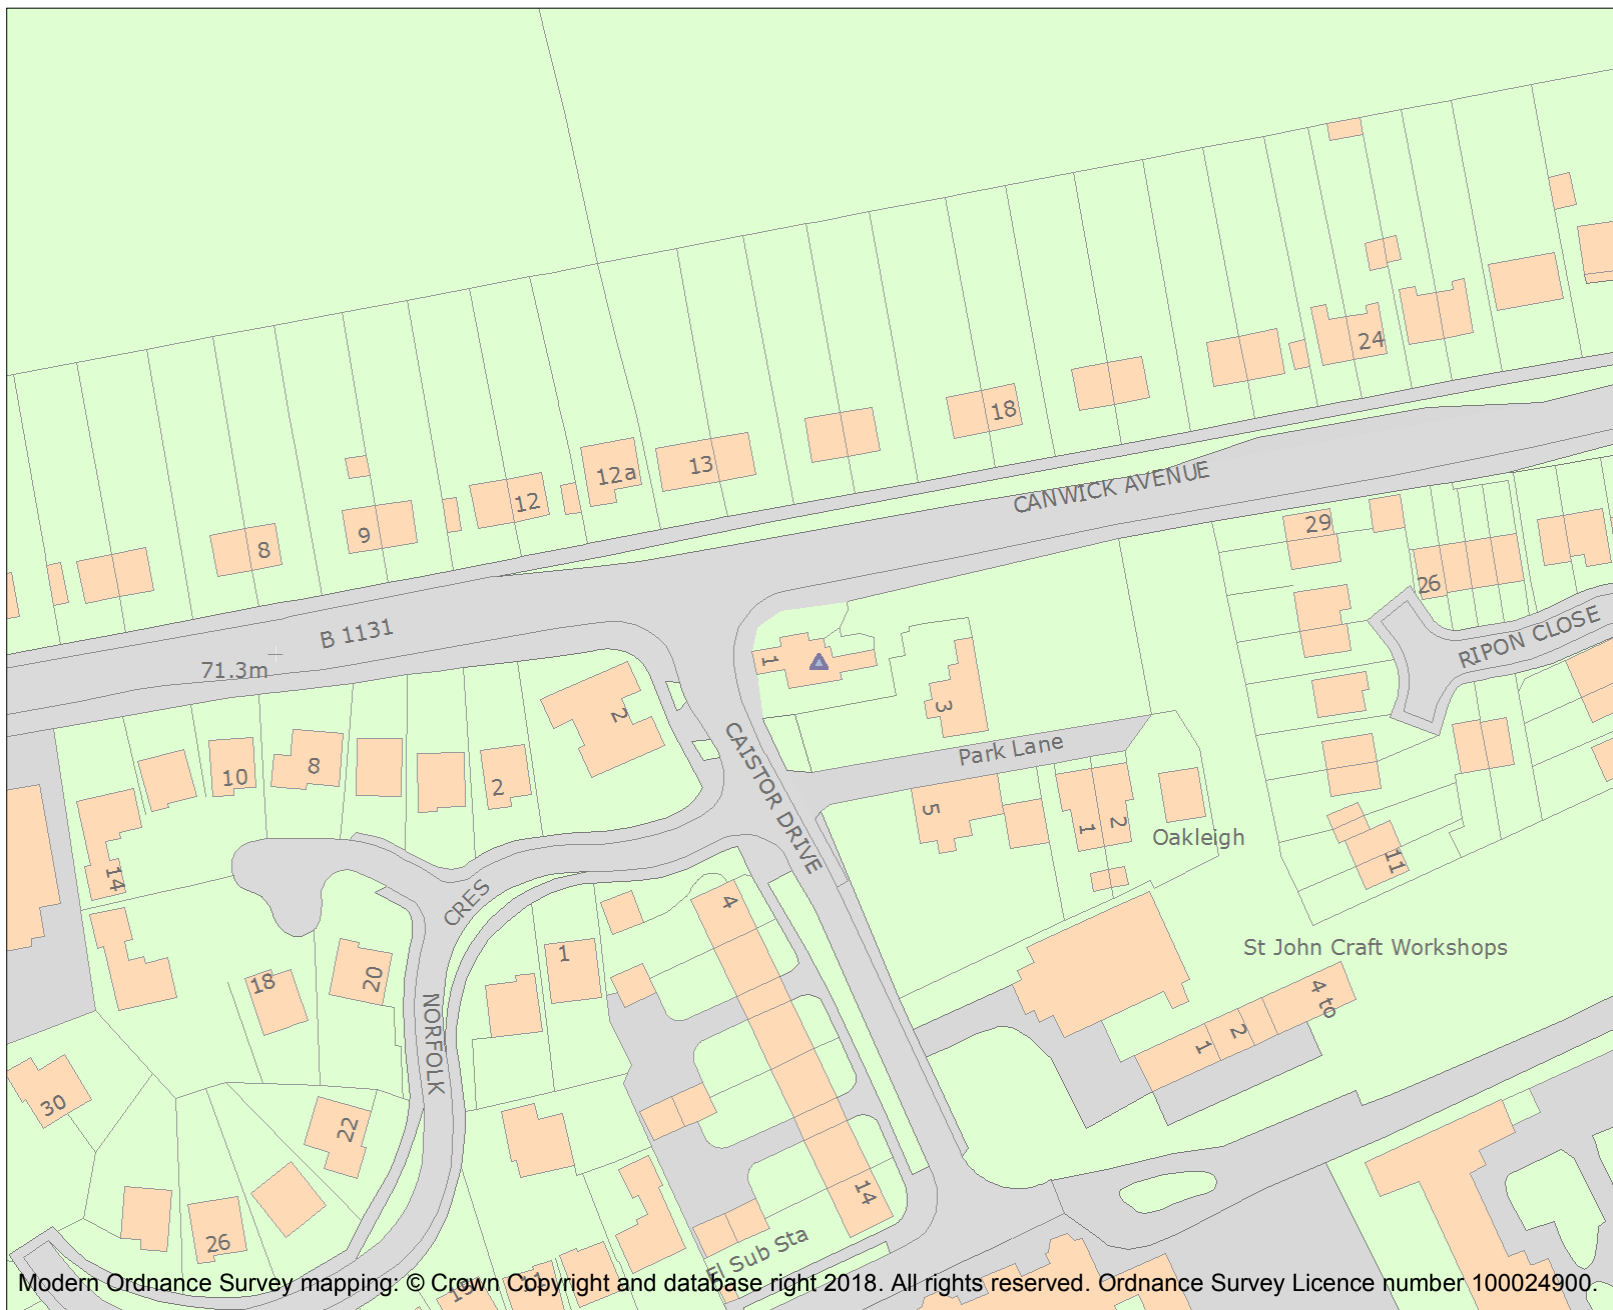 24
18
12a
13
12
9
8
CANWICK AVENUE
29
26
RIPON CLOSE
B 1131
71.3m
1
3
2
CAISTOR DRIVE
Park Lane
10
8
2
5
1
2
Oakleigh
11
14
CRES
4
1
20
18
St John Craft Workshops
4 to
2
1
NORFOLK
30
22
14
26
El Sub Sta
15
11
Modern Ordnance Survey mapping: © Crown Copyright and database right 2018. All rights reserved. Ordnance Survey Licence number 100024900.